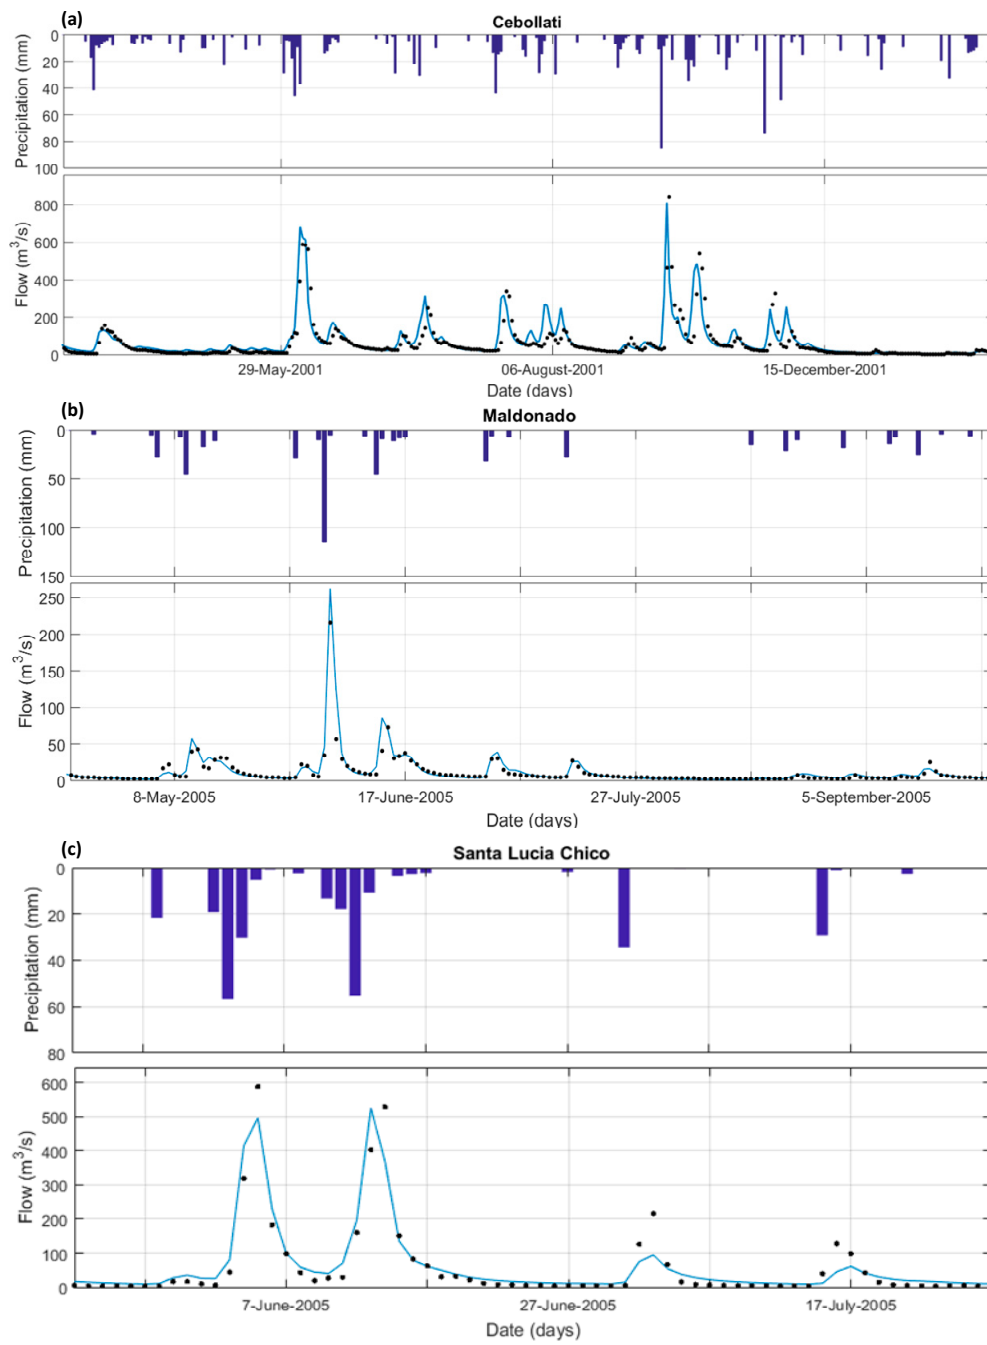 (a)
Cebollati
Precipitation (mm)
0
20
40
60
80
100
Flow (m³/s)
800
600
400
200
0
29-May-2001
06-August-2001
15-December-2001
Date (days)
(b)
Maldonado
Precipitation (mm)
0
50
100
150
Flow (m³/s)
250
200
150
100
50
0
8-May-2005
17-June-2005
27-July-2005
5-September-2005
Date (days)
(c)
Santa Lucia Chico
Precipitation (mm)
0
20
40
60
80
Flow (m³/s)
600
500
400
300
200
100
0
7-June-2005
27-June-2005
17-July-2005
Date (days)